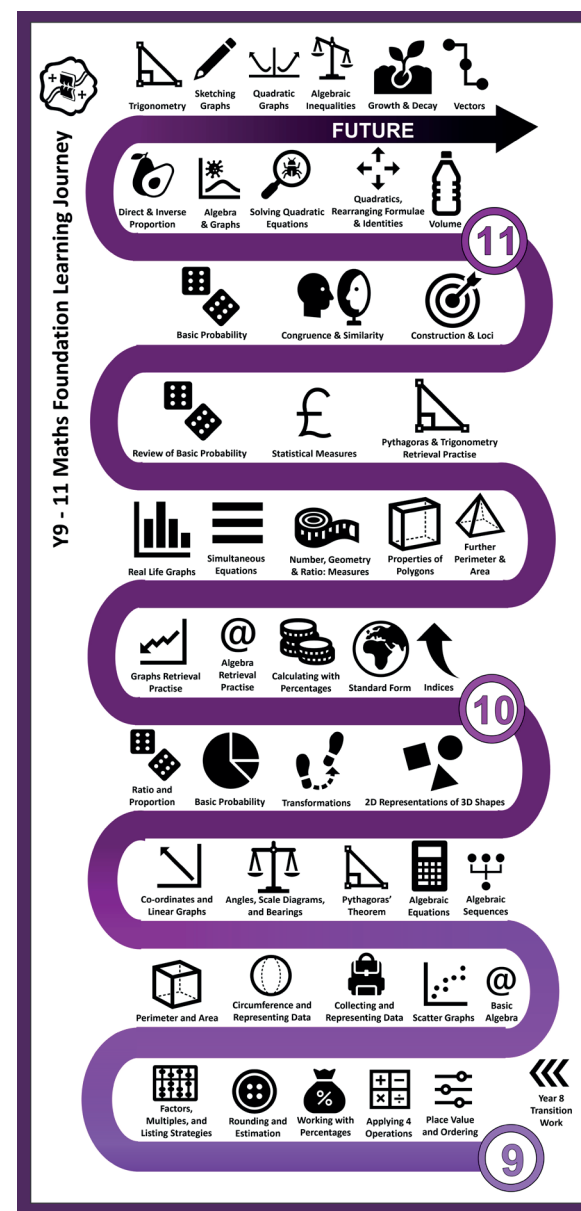 Y9 - 11 Maths Foundation Learning Journey
Trigonometry
Sketching
Graphs
Quadratic
Graphs
Algebraic
Inequalities
Growth & Decay
Vectors
FUTURE
Direct & Inverse
Proportion
Algebra
& Graphs
Solving Quadratic
Equations
Quadratics,
Rearranging Formulae
& Identities
Volume
11
Basic Probability
Congruence & Similarity
Construction & Loci
£
Review of Basic Probability
Statistical Measures
Pythagoras & Trigonometry
Retrieval Practise
Real Life Graphs
Simultaneous
Equations
Number, Geometry
& Ratio: Measures
Properties of
Polygons
Further
Perimeter &
Area
@
Graphs Retrieval
Practise
Algebra
Retrieval
Practise
Calculating with
Percentages
Standard Form
Indices
10
Ratio and
Proportion
Basic Probability
Transformations
2D Representations of 3D Shapes
Co-ordinates and
Linear Graphs
Angles, Scale Diagrams,
and Bearings
Pythagoras'
Theorem
Algebraic
Equations
Algebraic
Sequences
Perimeter and Area
Circumference and
Representing Data
Collecting and
Representing Data
Scatter Graphs
@
Basic
Algebra
Factors,
Multiples, and
Listing Strategies
Rounding and
Estimation
%
Working with
Percentages
+ −
× ÷
Applying 4
Operations
Place Value
and Ordering
Year 8
Transition
Work
9